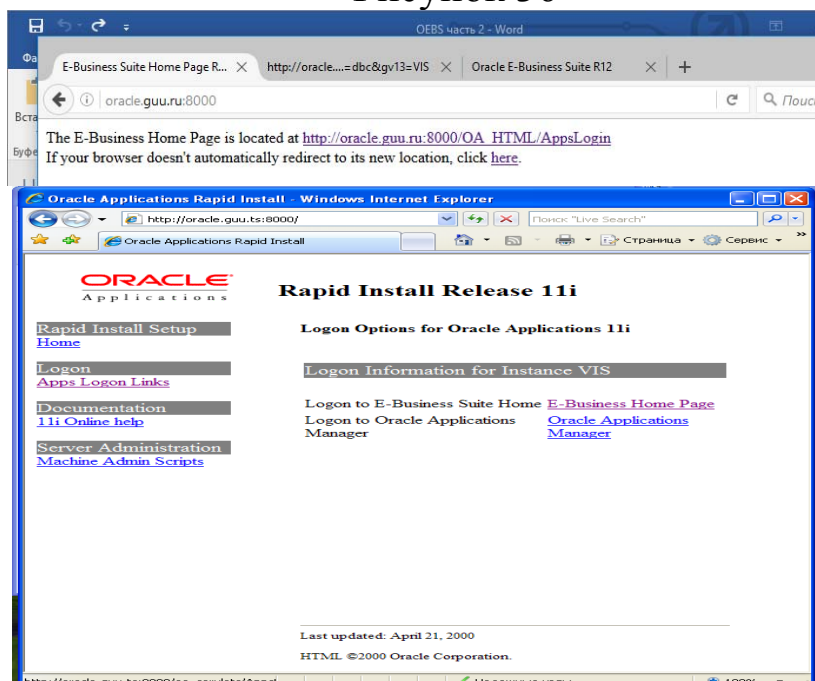 OEBS часть 2 - Word
E-Business Suite Home Page R...
http://oracle....=dbc&gv13=VIS
Oracle E-Business Suite R12
oracle.guu.ru:8000
The E-Business Home Page is located at http://oracle.guu.ru:8000/OA_HTML/AppsLogin
If your browser doesn't automatically redirect to its new location, click here.
Oracle Applications Rapid Install - Windows Internet Explorer
http://oracle.guu.ts:8000/
Поиск "Live Search"
Oracle Applications Rapid Install
Страница
Сервис
ORACLE
Applications
Rapid Install Release 11i
Rapid Install Setup
Home
Logon Options for Oracle Applications 11i
Logon
Apps Logon Links
Documentation
11i Online help
Server Administration
Machine Admin Scripts
Logon Information for Instance VIS
Logon to E-Business Suite Home E-Business Home Page
Logon to Oracle Applications Manager Oracle Applications Manager
Last updated: April 21, 2000
HTML ©2000 Oracle Corporation.